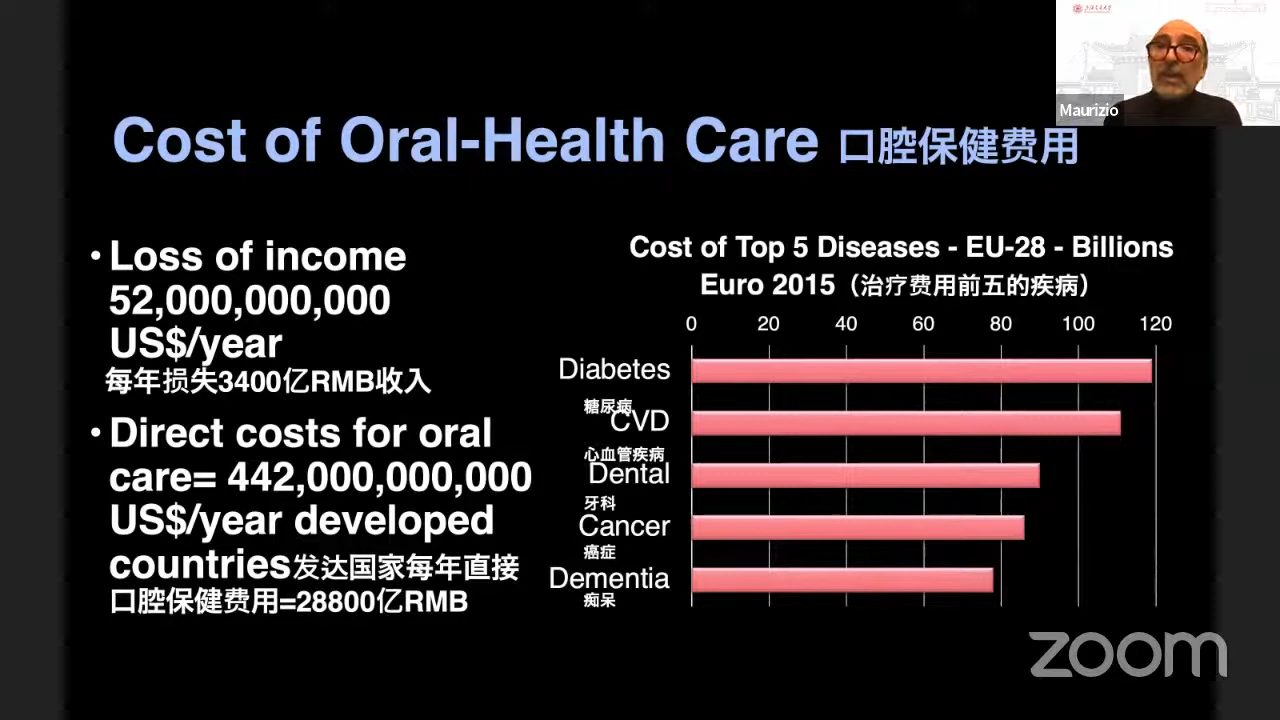 Maurizio
Cost of Oral-Health Care 口腔保健费用
• Loss of income
52,000,000,000
US$/year
每年损失3400亿RMB收入
• Direct costs for oral
care= 442,000,000,000
US$/year developed
countries发达国家每年直接
口腔保健费用=28800亿RMB
Cost of Top 5 Diseases - EU-28 - Billions
Euro 2015（治疗费用前五的疾病）
0 20 40 60 80 100 120
Diabetes
糖尿病
CVD
心血管疾病
Dental
牙科
Cancer
癌症
Dementia
痴呆
zoom